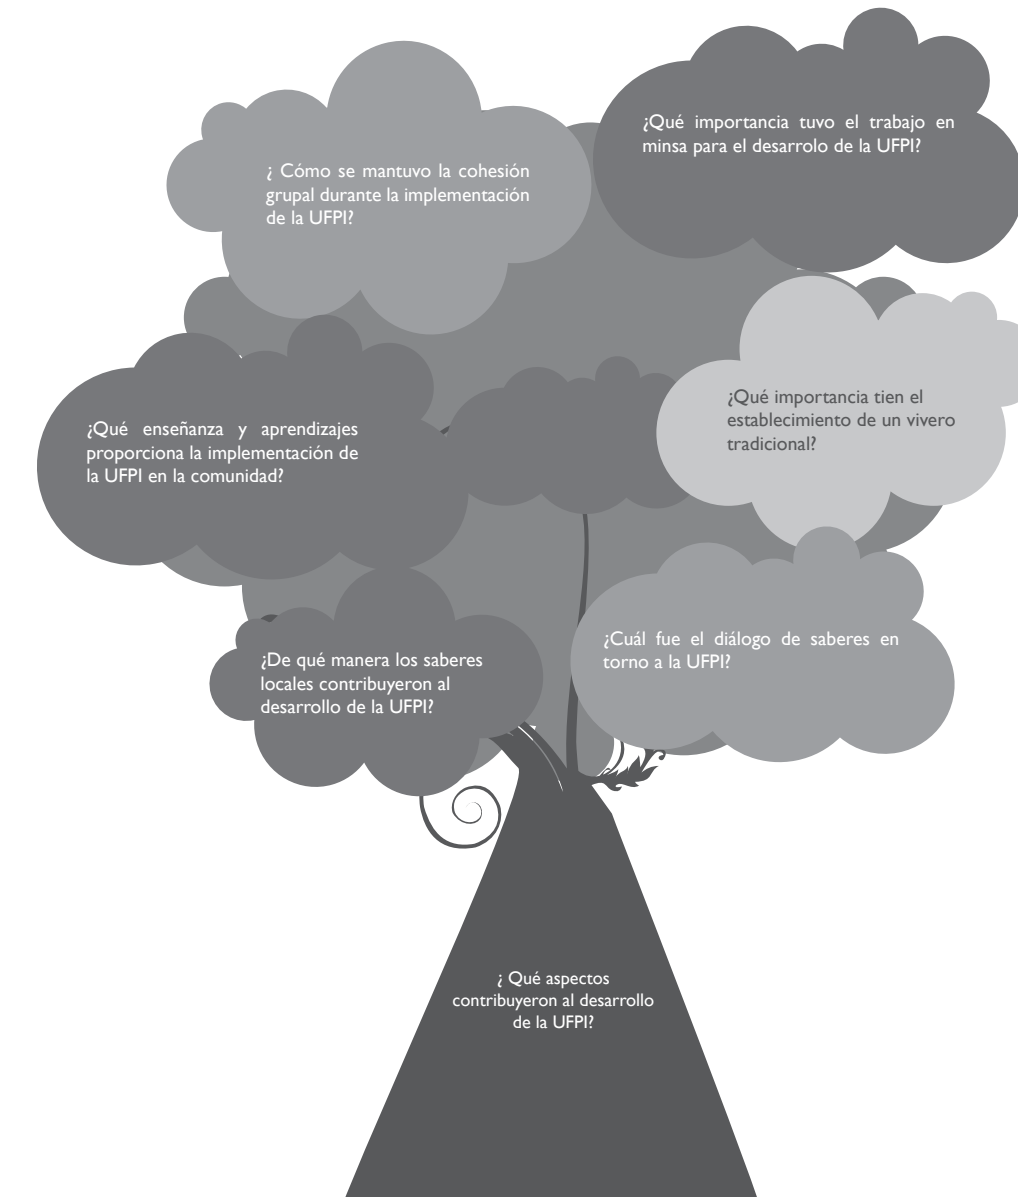 ¿Qué importancia tuvo el trabajo en
minsa para el desarrolo de la UFPI?
¿ Cómo se mantuvo la cohesión
grupal durante la implementación
de la UFPI?
¿Qué importancia tien el
establecimiento de un vivero
tradicional?
¿Qué enseñanza y aprendizajes
proporciona la implementación de
la UFPI en la comunidad?
¿Cuál fue el diálogo de saberes en
torno a la UFPI?
¿De qué manera los saberes
locales contribuyeron al
desarrollo de la UFPI?
¿ Qué aspectos
contribuyeron al desarrollo
de la UFPI?